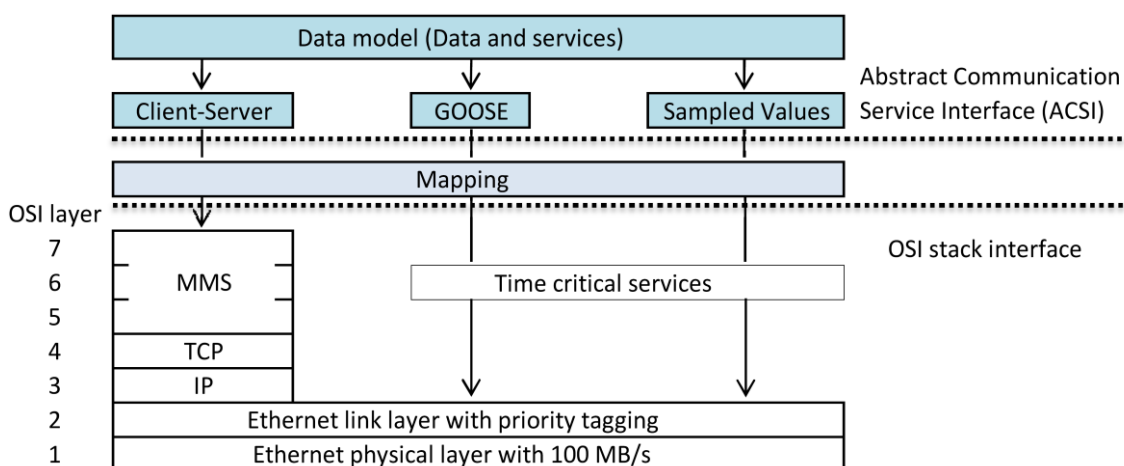 Data model (Data and services)
Client-Server
GOOSE
Sampled Values
Abstract Communication
Service Interface (ACSI)
Mapping
OSI layer
OSI stack interface
7
6
MMS
Time critical services
5
4
TCP
3
IP
2
Ethernet link layer with priority tagging
1
Ethernet physical layer with 100 MB/s